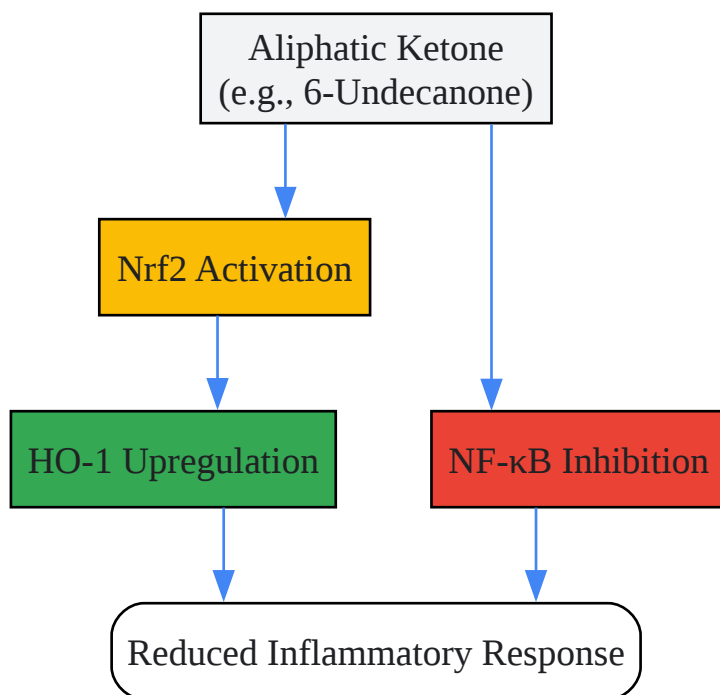 Aliphatic Ketone
(e.g., 6-Undecanone)
Nrf2 Activation
HO-1 Upregulation
NF-κB Inhibition
Reduced Inflammatory Response